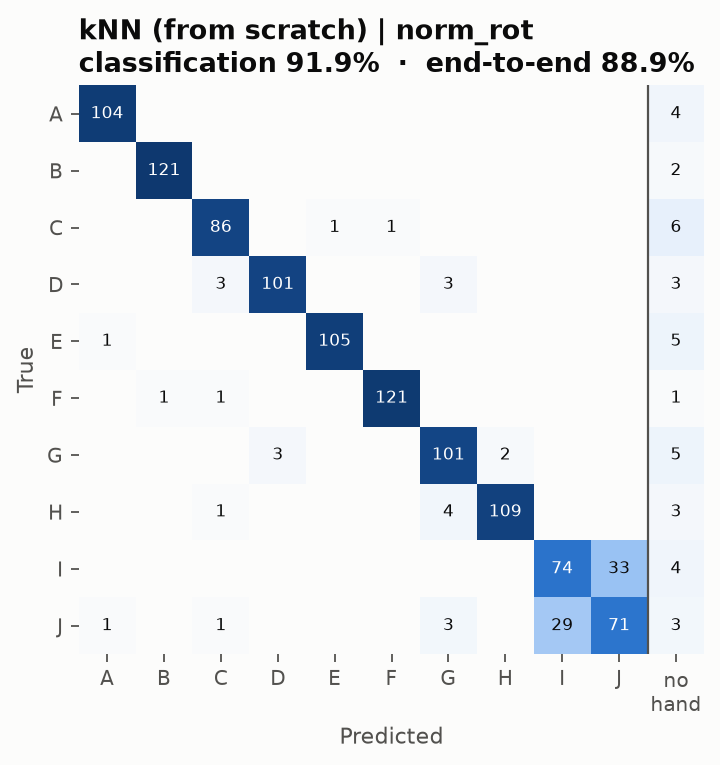 kNN (from scratch) | norm_rot
classification 91.9%  ·  end-to-end 88.9%
A 104 4
B 121 2
C 86 1 1 6
D 3 101 3 3
E 1 105 5
F 1 1 121 1
G 3 101 2 5
H 1 4 109 3
I 74 33 4
J 1 1 3 29 71 3
True
A B C D E F G H I J no hand
Predicted